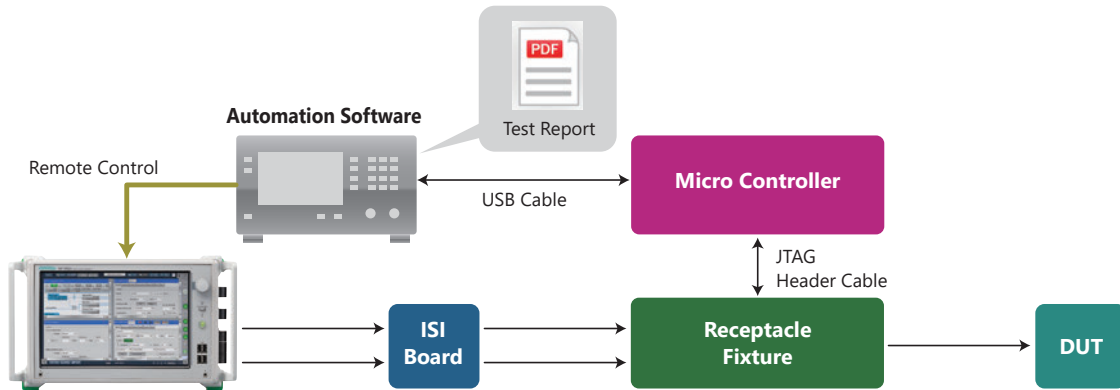 PDF
Test Report
Automation Software
Remote Control
USB Cable
Micro Controller
JTAG
Header Cable
ISI
Board
Receptacle
Fixture
DUT